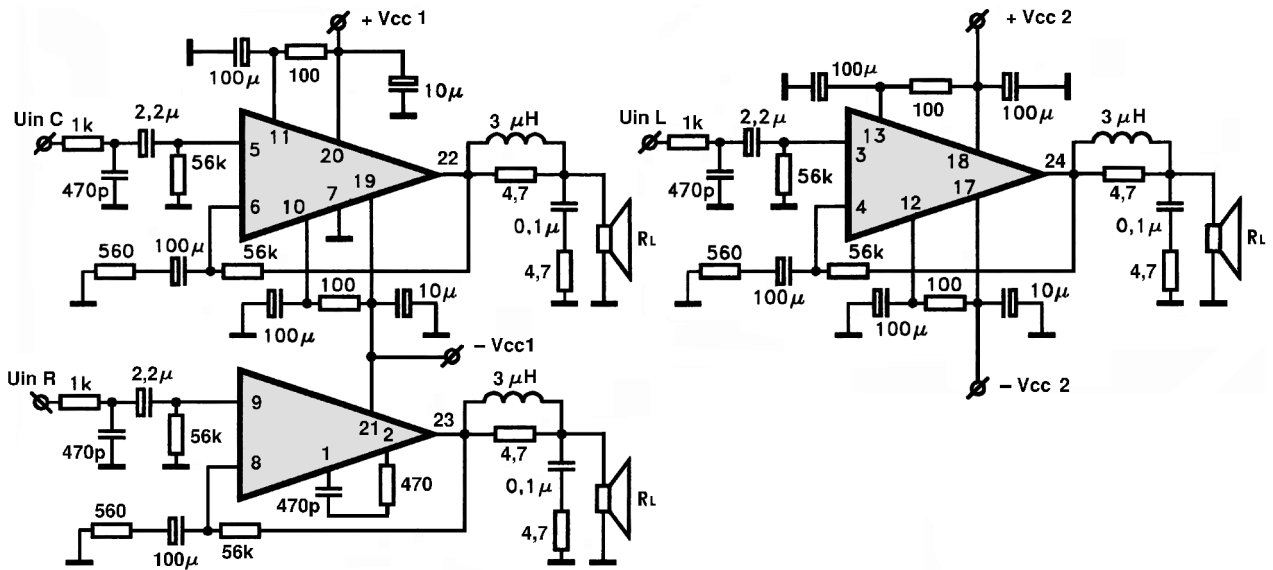 + Vcc 1
100μ
100
10μ
Uin C
1k
2,2μ
470p
56k
5
11
20
22
6
10
7
19
3 μH
4,7
0,1μ
4,7
RL
560
100μ
56k
100μ
100
10μ
- Vcc1
Uin R
1k
2,2μ
470p
56k
9
8
1
21
2
23
470p
470
3 μH
4,7
0,1μ
4,7
RL
560
100μ
56k
+ Vcc 2
100μ
100
100μ
Uin L
1k
2,2μ
470p
56k
13
3
18
24
4
12
17
3 μH
4,7
0,1μ
4,7
RL
560
100μ
56k
100μ
100
10μ
- Vcc 2